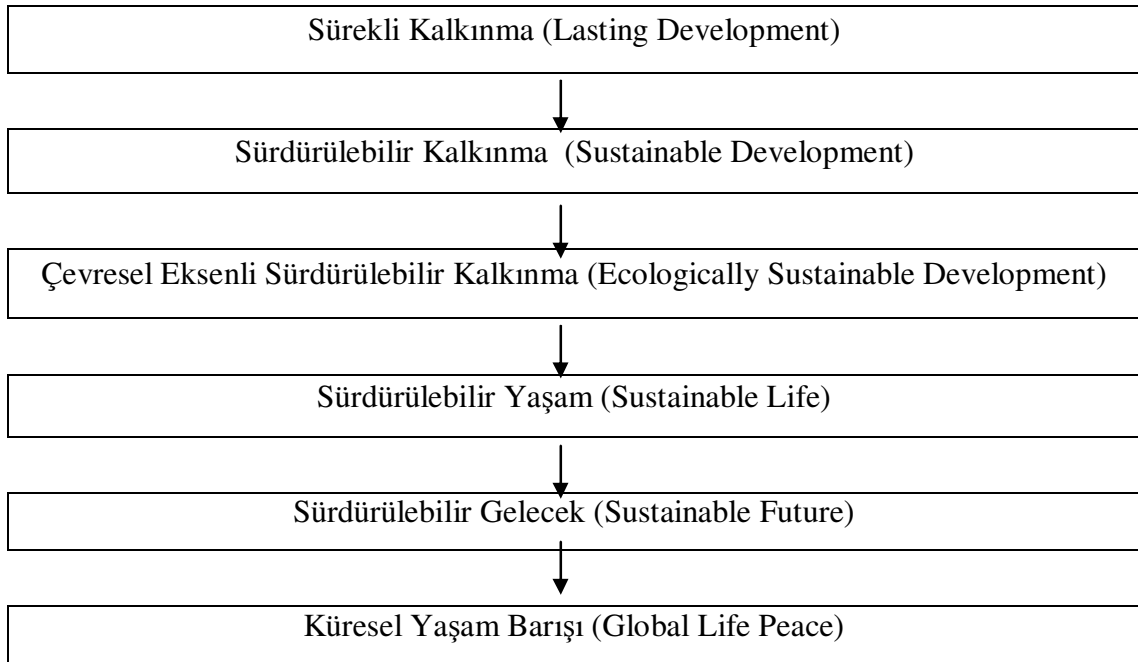 Sürekli Kalkınma (Lasting Development)
Sürdürülebilir Kalkınma (Sustainable Development)
Çevresel Eksenli Sürdürülebilir Kalkınma (Ecologically Sustainable Development)
Sürdürülebilir Yaşam (Sustainable Life)
Sürdürülebilir Gelecek (Sustainable Future)
Küresel Yaşam Barışı (Global Life Peace)